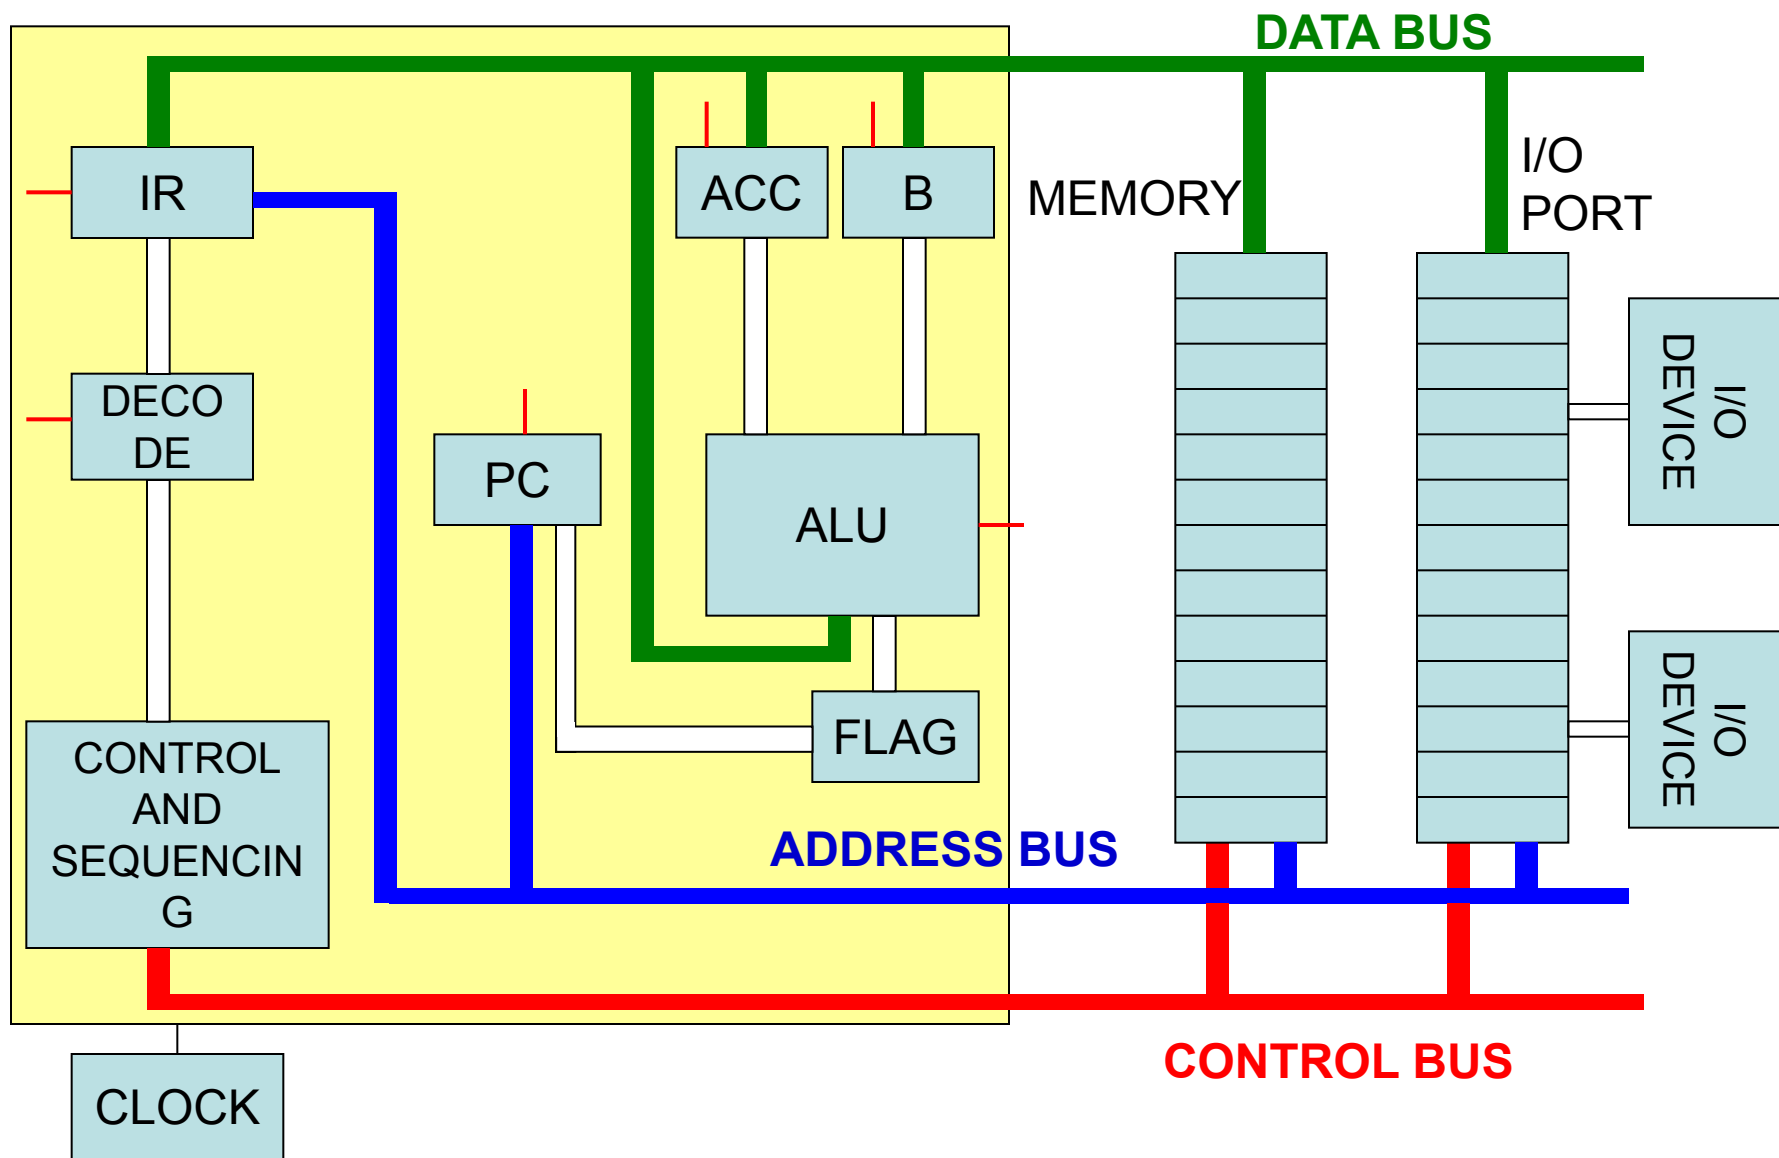 DATA BUS
IR
ACC
B
MEMORY
I/O
PORT
DECO
DE
PC
ALU
I/O
DEVICE
CONTROL
AND
SEQUENCIN
G
FLAG
I/O
DEVICE
ADDRESS BUS
CONTROL BUS
CLOCK